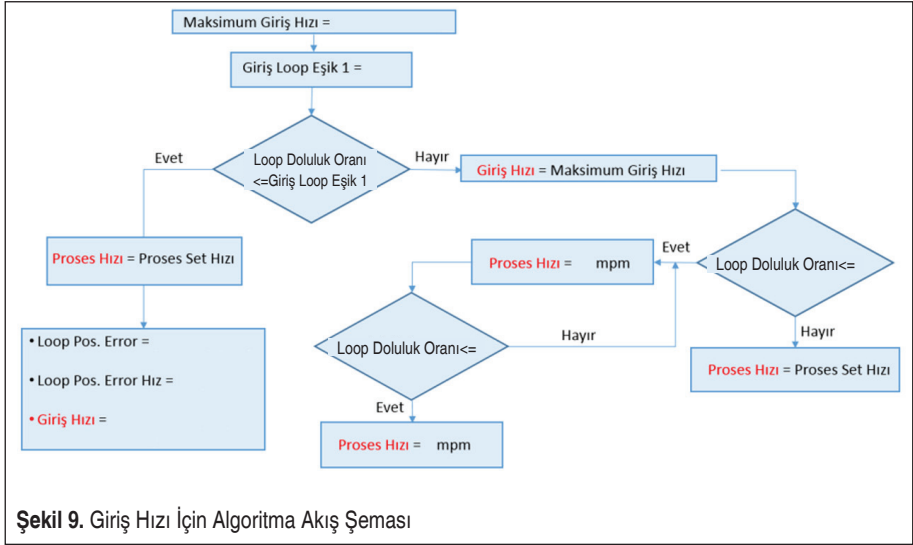 Maksimum Giriş Hızı =
Giriş Loop Eşik 1 =
Loop Doluluk Oranı
<=Giriş Loop Eşik 1
Evet
Hayır
Giriş Hızı = Maksimum Giriş Hızı
Proses Hızı = Proses Set Hızı
• Loop Pos. Error =
• Loop Pos. Error Hız =
• Giriş Hızı =
Loop Doluluk Oranı<=
Evet
Proses Hızı = mpm
Hayır
Proses Hızı = Proses Set Hızı
Loop Doluluk Oranı<=
Hayır
Evet
Proses Hızı = mpm
Şekil 9. Giriş Hızı İçin Algoritma Akış Şeması